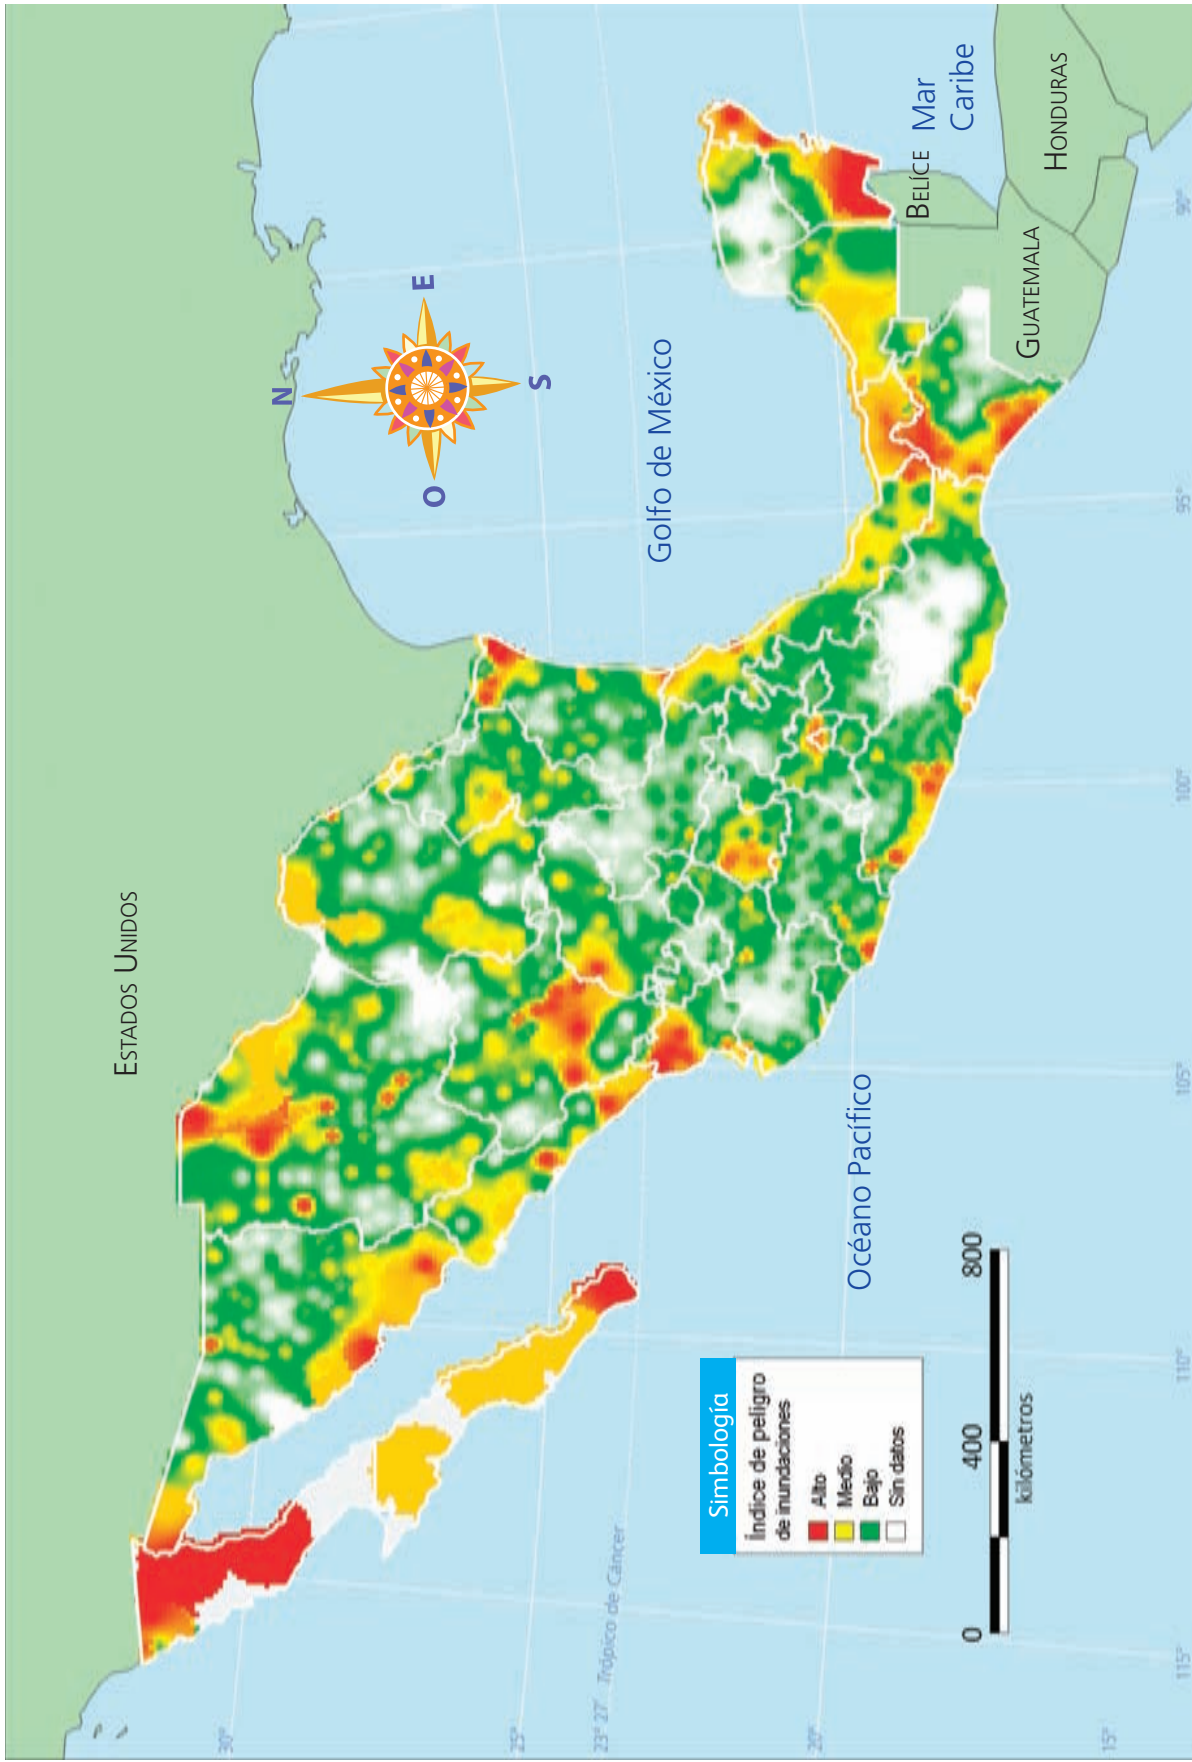 ESTADOS UNIDOS
N
O
E
S
Golfo de México
Mar
Caribe
BELÍCE
GUATEMALA
HONDURAS
Océano Pacífico
Simbología
Índice de peligro
de inundaciones
Alto
Medio
Bajo
Sin datos
0 400 800
kilómetros
30°
25°
23° 27' Trópico de Cáncer
20°
15°
115°
110°
105°
100°
95°
90°